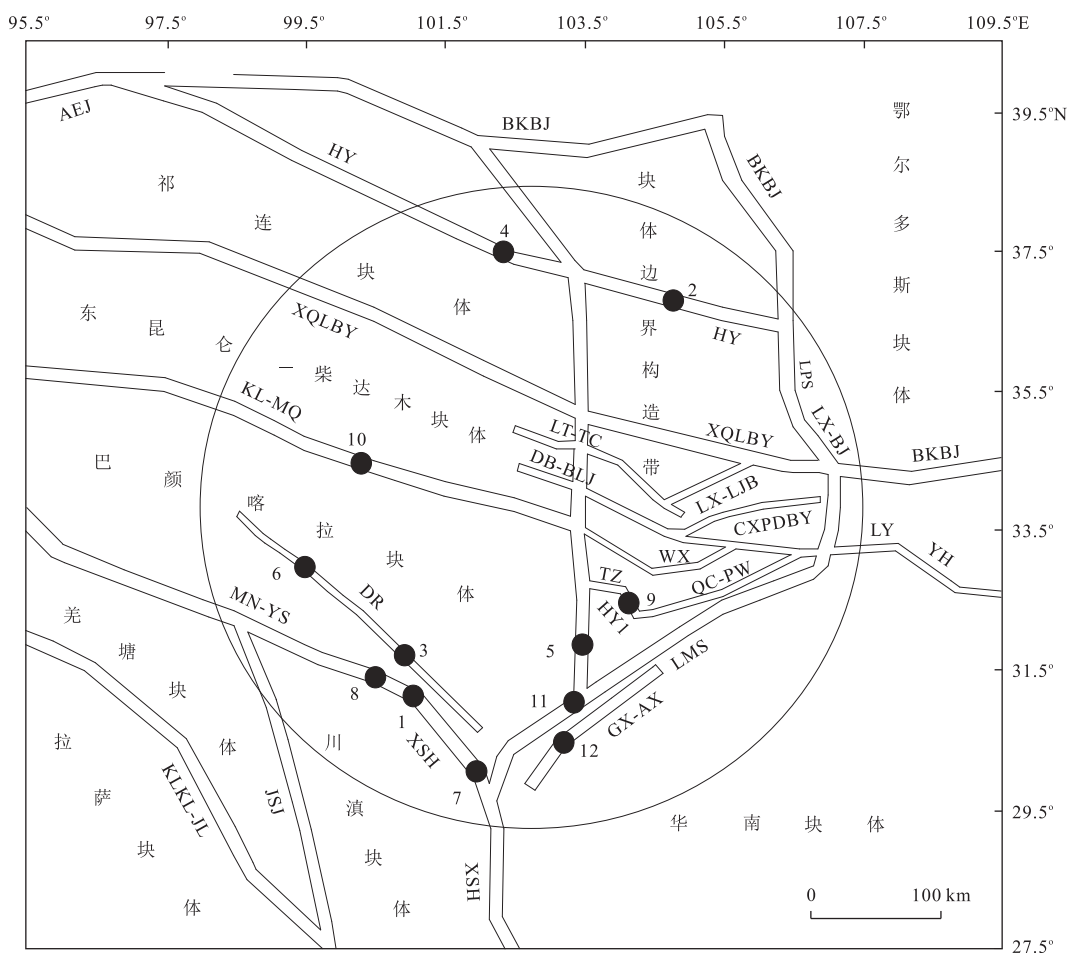 95.5° 97.5° 99.5° 101.5° 103.5° 105.5° 107.5° 109.5°E
39.5°N
37.5°
35.5°
33.5°
31.5°
29.5°
27.5°
AEJ
HY
BKBJ
BKBJ
祁连块体
块体边界构造带
鄂尔多斯块体
4
2
HY
XQLBY
东昆仑一柴达木块体
LPS
LX-BJ
KL-MQ
10
LT-TC
XQLBY
BKBJ
DB-BLJ
LX-LJB
巴颜喀拉块体
CXPDBY
LY
YH
WX
6
DR
TZ
QC-PW
9
HY1
MN-YS
3
5
LMS
羌塘块体
8
1
11
GX-AX
12
XSH
7
拉萨块体
KLKL-JL
JSJ
川滇块体
华南块体
HSX
0 100 km